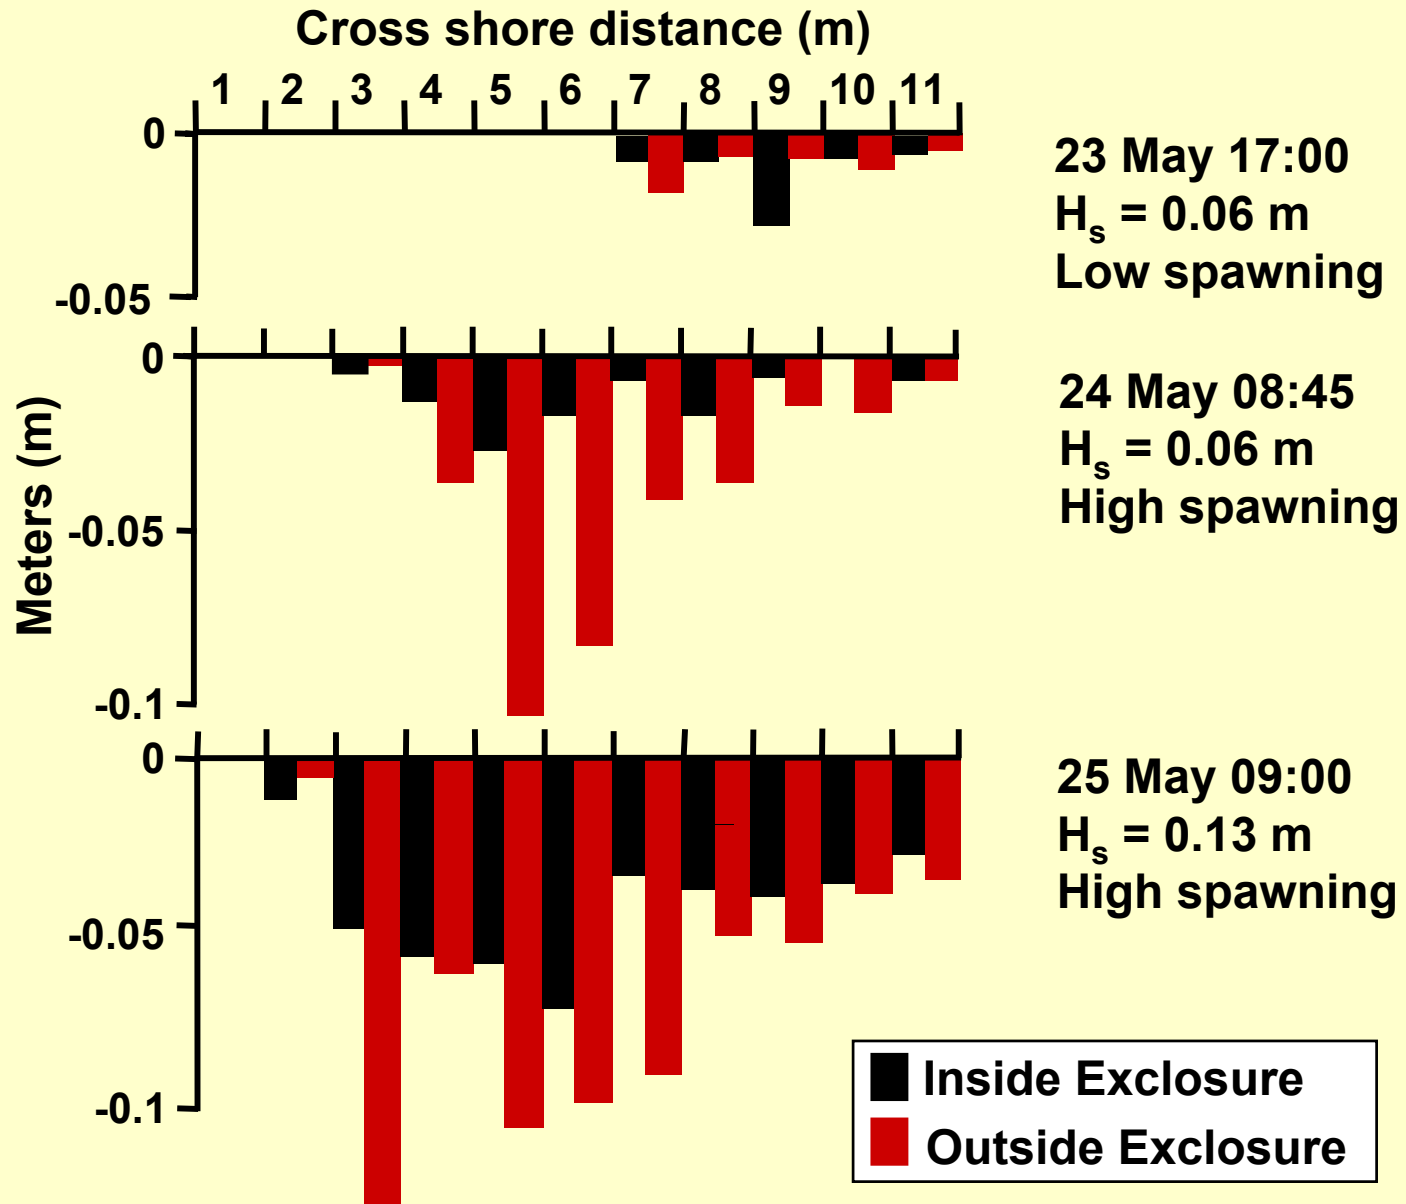 Cross shore distance (m)
1 2 3 4 5 6 7 8 9 10 11
0
-0.05
23 May 17:00
Hs = 0.06 m
Low spawning
Meters (m)
0
-0.05
-0.1
24 May 08:45
Hs = 0.06 m
High spawning
0
-0.05
-0.1
25 May 09:00
Hs = 0.13 m
High spawning
Inside Exclosure
Outside Exclosure